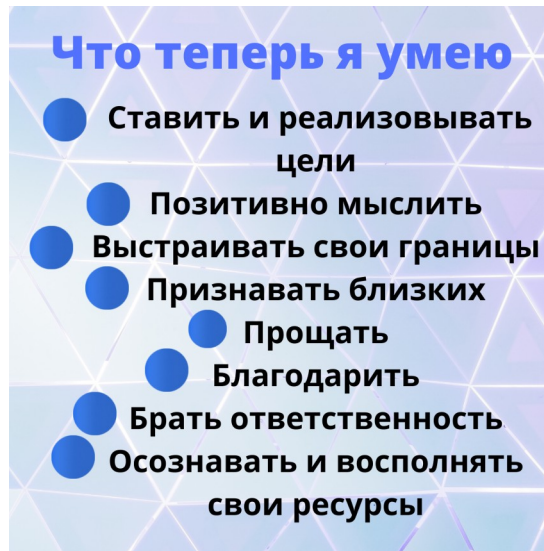 Что теперь я умею
Ставить и реализовывать
цели
Позитивно мыслить
Выстраивать свои границы
Признавать близких
Прощать
Благодарить
Брать ответственность
Осознавать и восполнять
свои ресурсы